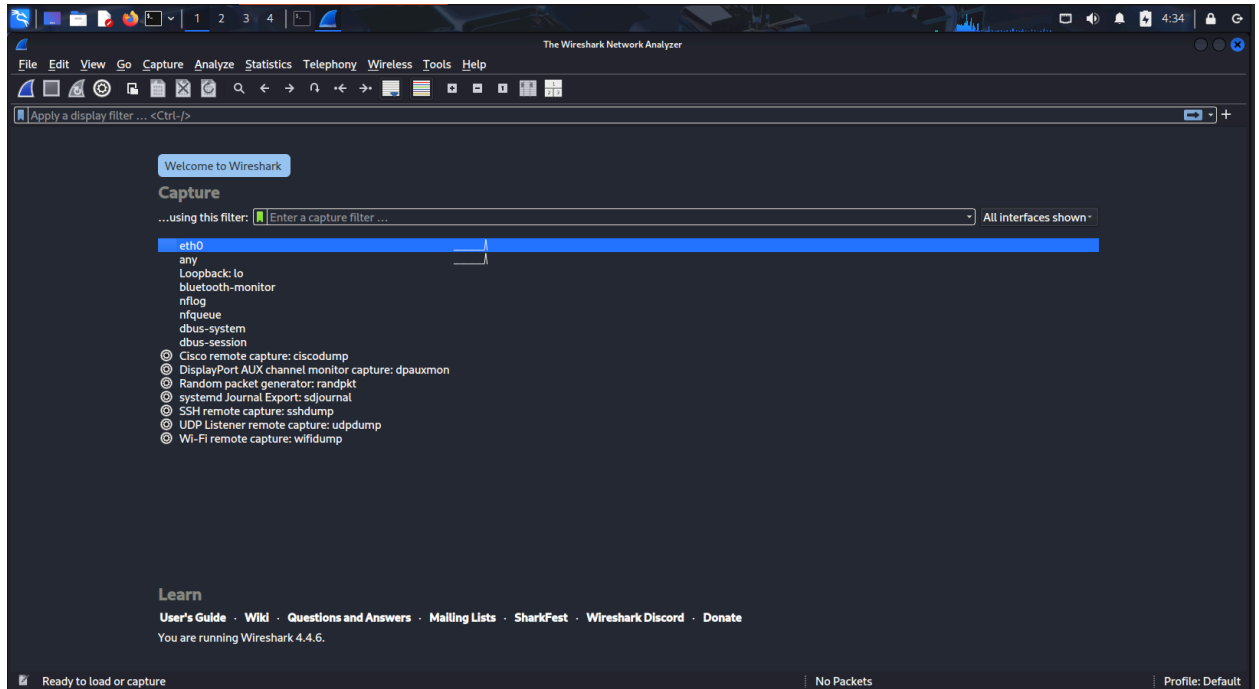 1 2 3 4 4:34
The Wireshark Network Analyzer
File Edit View Go Capture Analyze Statistics Telephony Wireless Tools Help
Apply a display filter ... <Ctrl-/>
Welcome to Wireshark
Capture
...using this filter: Enter a capture filter ... All interfaces shown
eth0
any
Loopback: lo
bluetooth-monitor
nflog
nfqueue
dbus-system
dbus-session
Cisco remote capture: ciscodump
DisplayPort AUX channel monitor capture: dpauxmon
Random packet generator: randpkt
systemd Journal Export: sdjournal
SSH remote capture: sshdump
UDP Listener remote capture: udpdump
Wi-Fi remote capture: wifidump
Learn
User's Guide · Wiki · Questions and Answers · Mailing Lists · SharkFest · Wireshark Discord · Donate
You are running Wireshark 4.4.6.
Ready to load or capture No Packets Profile: Default